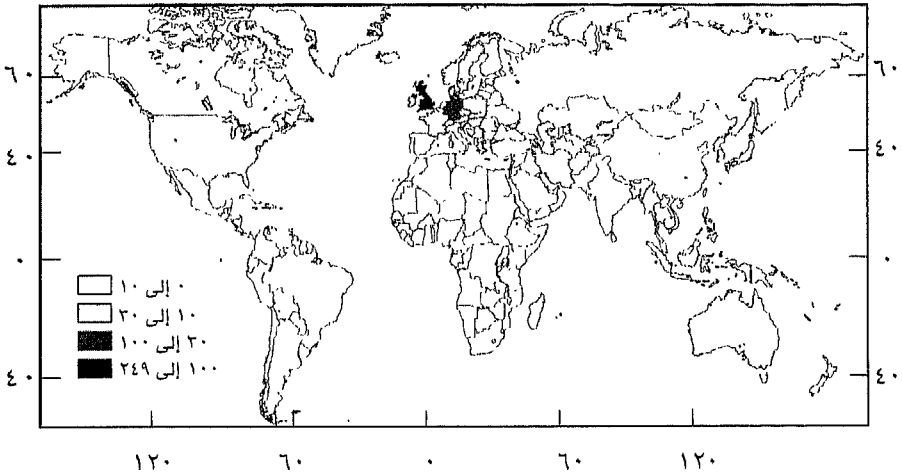 ٦٠ ٦٠
٤٠ ٤٠
٠ ٠
٠ إلى ١٠
١٠ إلى ٣٠
٣٠ إلى ١٠٠
١٠٠ إلى ٢٤٩
٤٠ ٤٠
١٢٠ ٦٠ ٠ ٦٠ ١٢٠